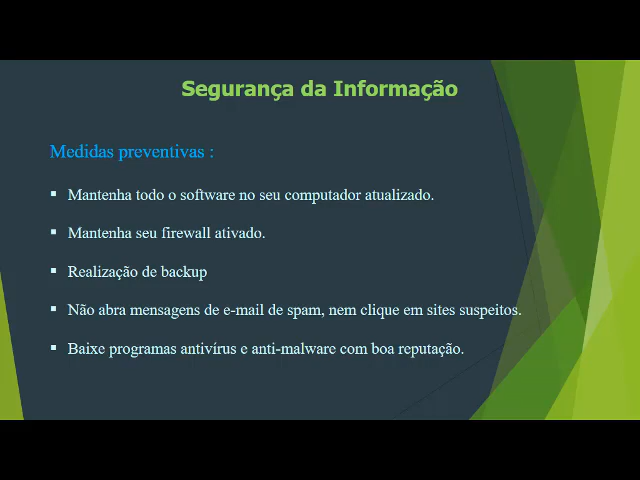 Segurança da Informação
Medidas preventivas :
▪ Mantenha todo o software no seu computador atualizado.
▪ Mantenha seu firewall ativado.
▪ Realização de backup
▪ Não abra mensagens de e-mail de spam, nem clique em sites suspeitos.
▪ Baixe programas antivírus e anti-malware com boa reputação.